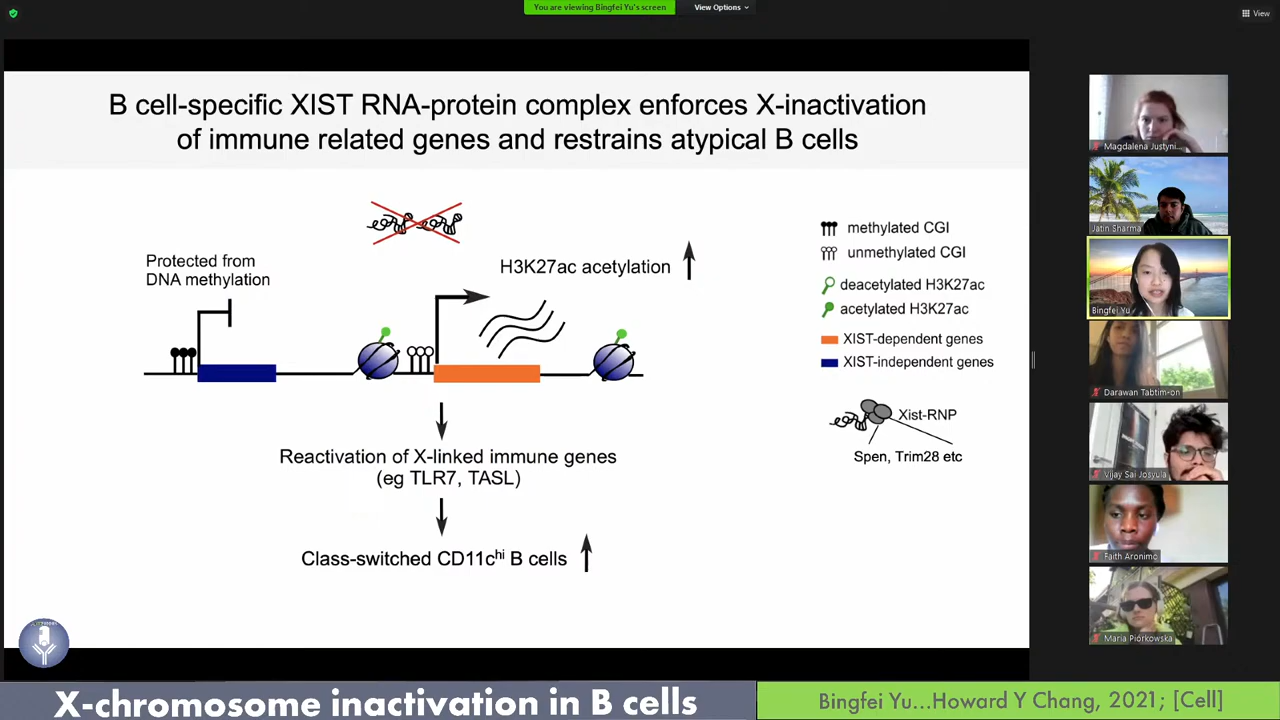 You are viewing Bingfei Yu's screen
View Options
View
B cell-specific XIST RNA-protein complex enforces X-inactivation
of immune related genes and restrains atypical B cells
Protected from
DNA methylation
H3K27ac acetylation
methylated CGI
unmethylated CGI
deacetylated H3K27ac
acetylated H3K27ac
XIST-dependent genes
XIST-independent genes
Xist-RNP
Spen, Trim28 etc
Reactivation of X-linked immune genes
(eg TLR7, TASL)
Class-switched CD11chi B cells
Magdalena Justyni...
Jatin Sharma
Bingfei Yu
Darawan Tabtim-on
Vijay Sai Josyula
Faith Aronimo
Maria Piórkowska
X-chromosome inactivation in B cells
Bingfei Yu...Howard Y Chang, 2021; [Cell]